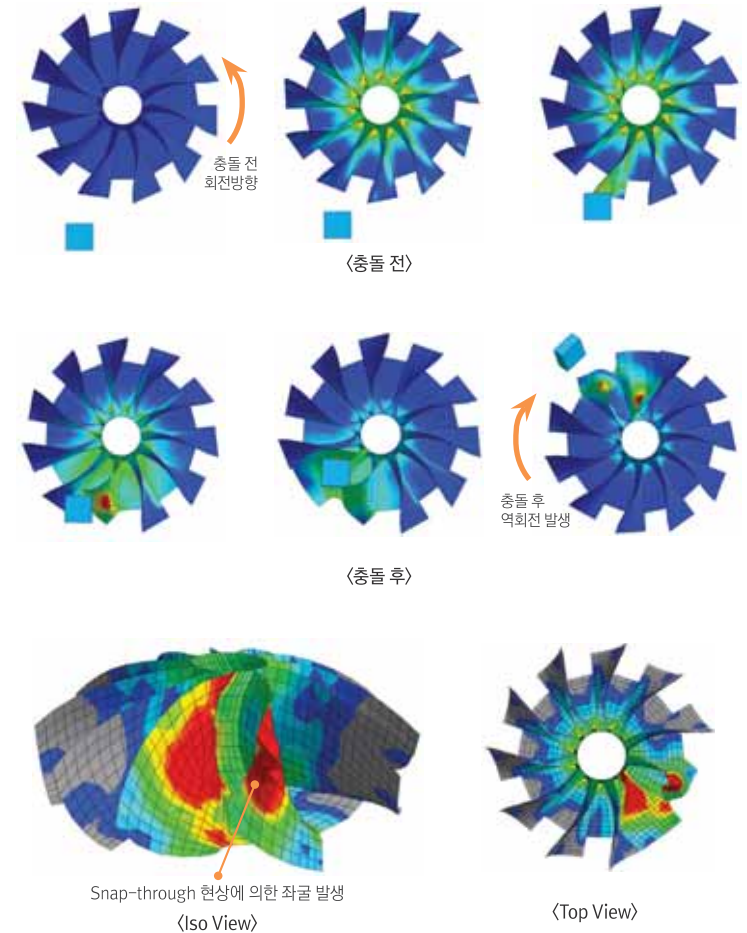 충돌 전
회전방향
〈충돌 전〉
충돌 후
역회전 발생
〈충돌 후〉
Snap-through 현상에 의한 좌굴 발생
〈Iso View〉
〈Top View〉